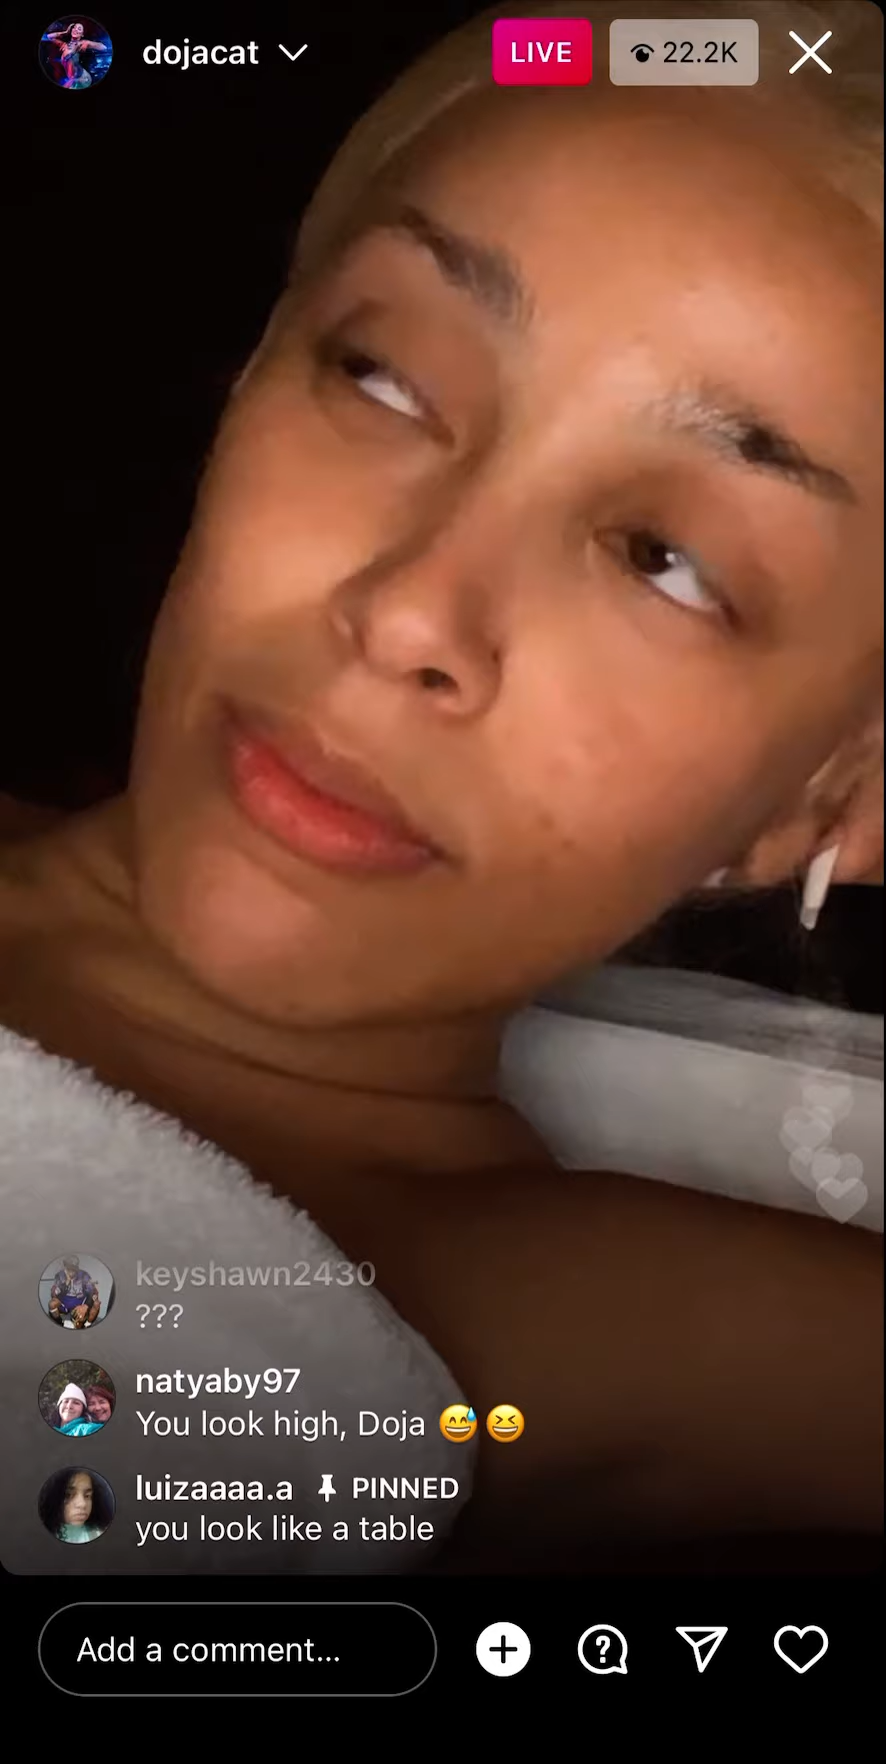 dojacat
LIVE
22.2K
keyshawn2430
???
natyaby97
You look high, Doja 😅😆
luizaaaa.a PINNED
you look like a table
Add a comment...